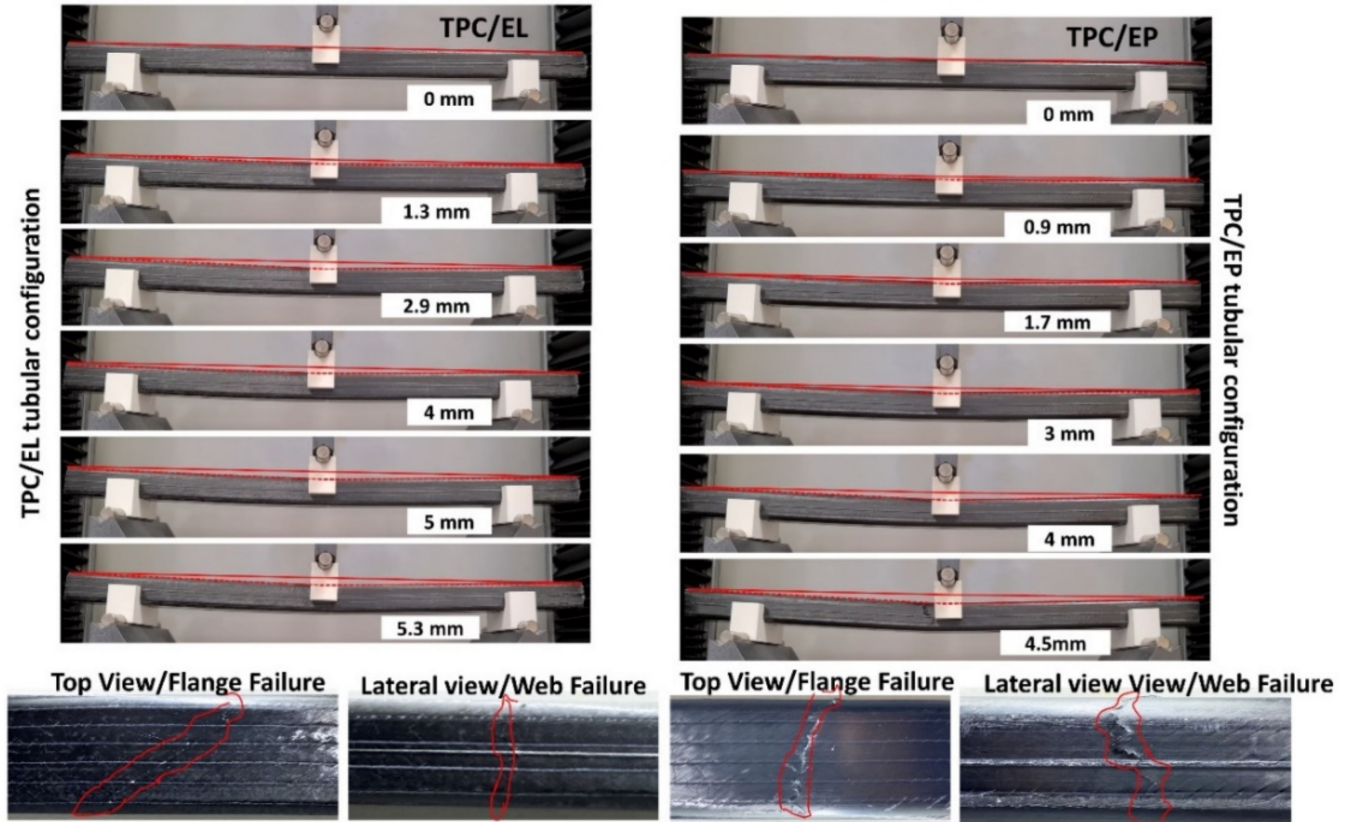 TPC/EL
0 mm
1.3 mm
2.9 mm
4 mm
5 mm
5.3 mm
TPC/EL tubular configuration
TPC/EP
0 mm
0.9 mm
1.7 mm
3 mm
4 mm
4.5mm
TPC/EP tubular configuration
Top View/Flange Failure
Lateral view/Web Failure
Top View/Flange Failure
Lateral view View/Web Failure